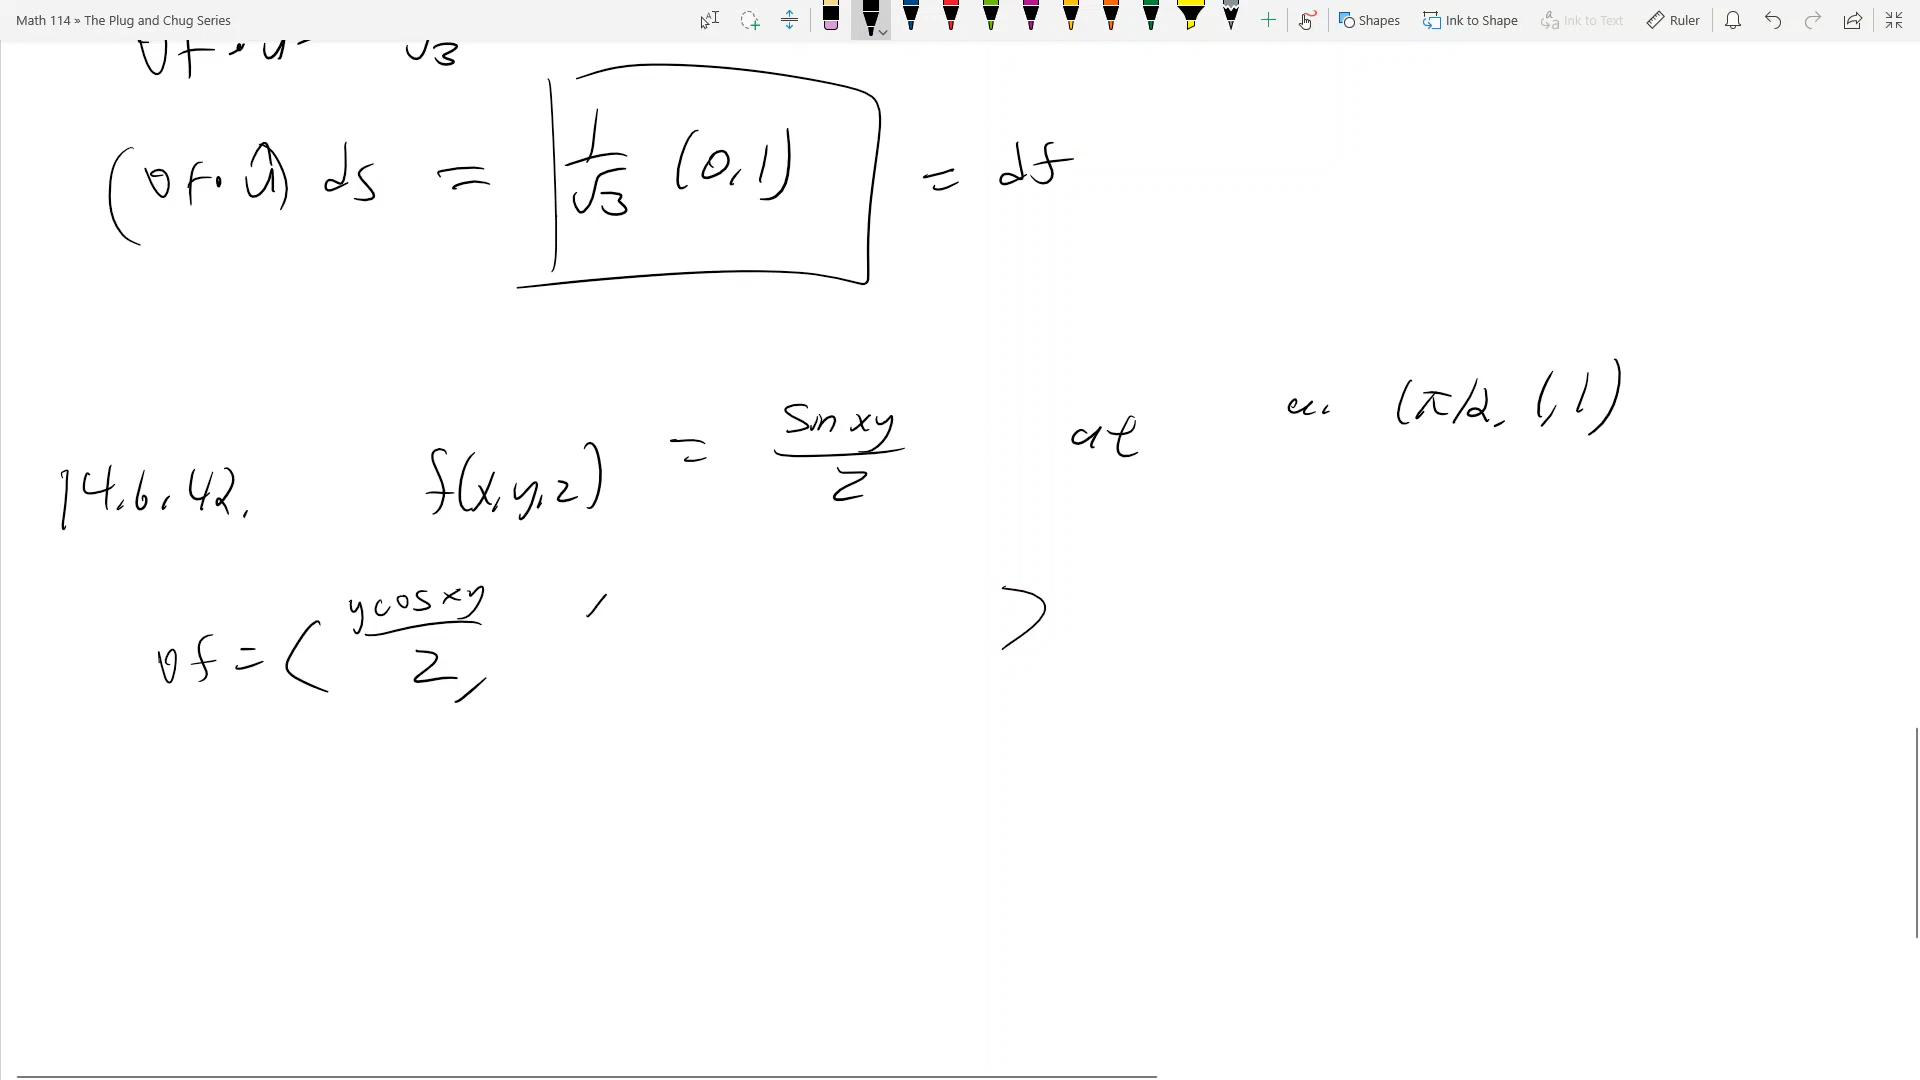 Math 114 » The Plug and Chug Series
Shapes Ink to Shape Ink to Text Ruler
∇f · u = √3
(∇f · û) ds = 1/√3 (0,1) = df
14.6.42. f(x,y,z) = sin xy / z at a. (π/2, 1, 1)
∇f = ⟨ y cos xy / z, , ⟩